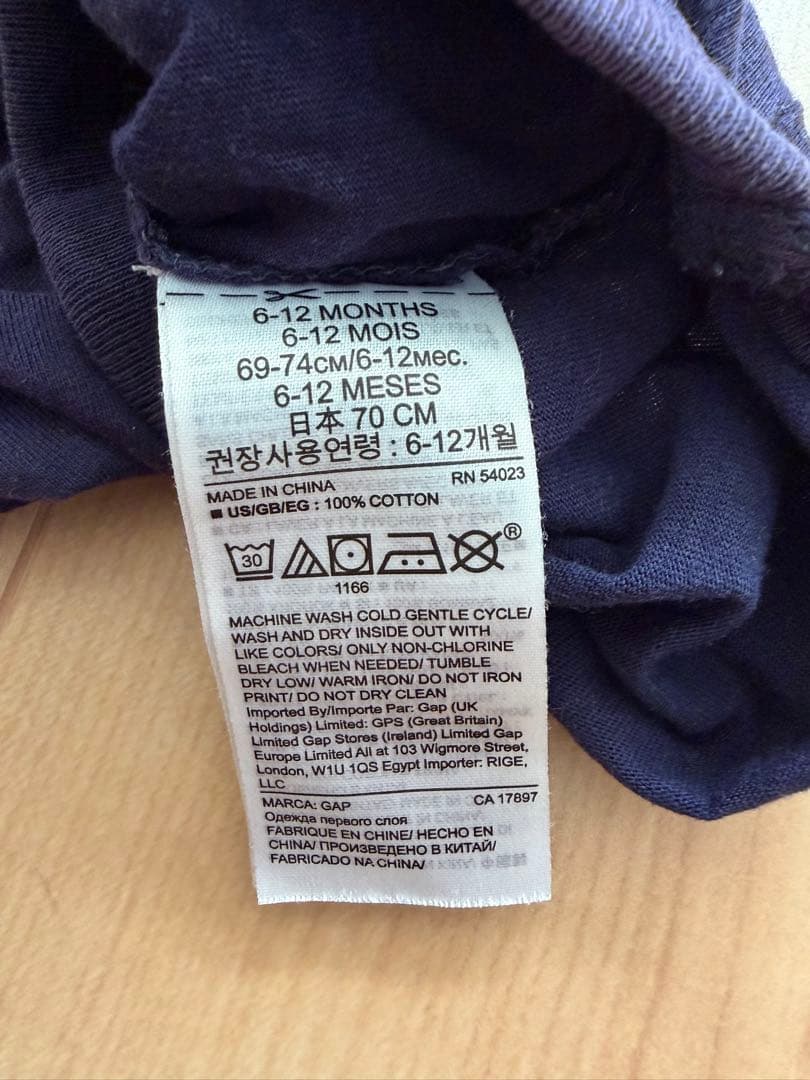 6-12 MONTHS
6-12 MOIS
69-74см/6-12мес.
6-12 MESES
日本 70 CM
권장사용연령 : 6-12개월
MADE IN CHINA RN 54023
■ US/GB/EG : 100% COTTON
30 ®
1166
MACHINE WASH COLD GENTLE CYCLE/
WASH AND DRY INSIDE OUT WITH
LIKE COLORS/ ONLY NON-CHLORINE
BLEACH WHEN NEEDED/ TUMBLE
DRY LOW/ WARM IRON/ DO NOT IRON
PRINT/ DO NOT DRY CLEAN
Imported By/Importe Par: Gap (UK
Holdings) Limited: GPS (Great Britain)
Limited Gap Stores (Ireland) Limited Gap
Europe Limited All at 103 Wigmore Street,
London, W1U 1QS Egypt Importer: RIGE,
LLC
MARCA: GAP CA 17897
Одежда первого слоя
FABRIQUE EN CHINE/ HECHO EN
CHINA/ ПРОИЗВЕДЕНО В КИТАЙ/
FABRICADO NA CHINA/